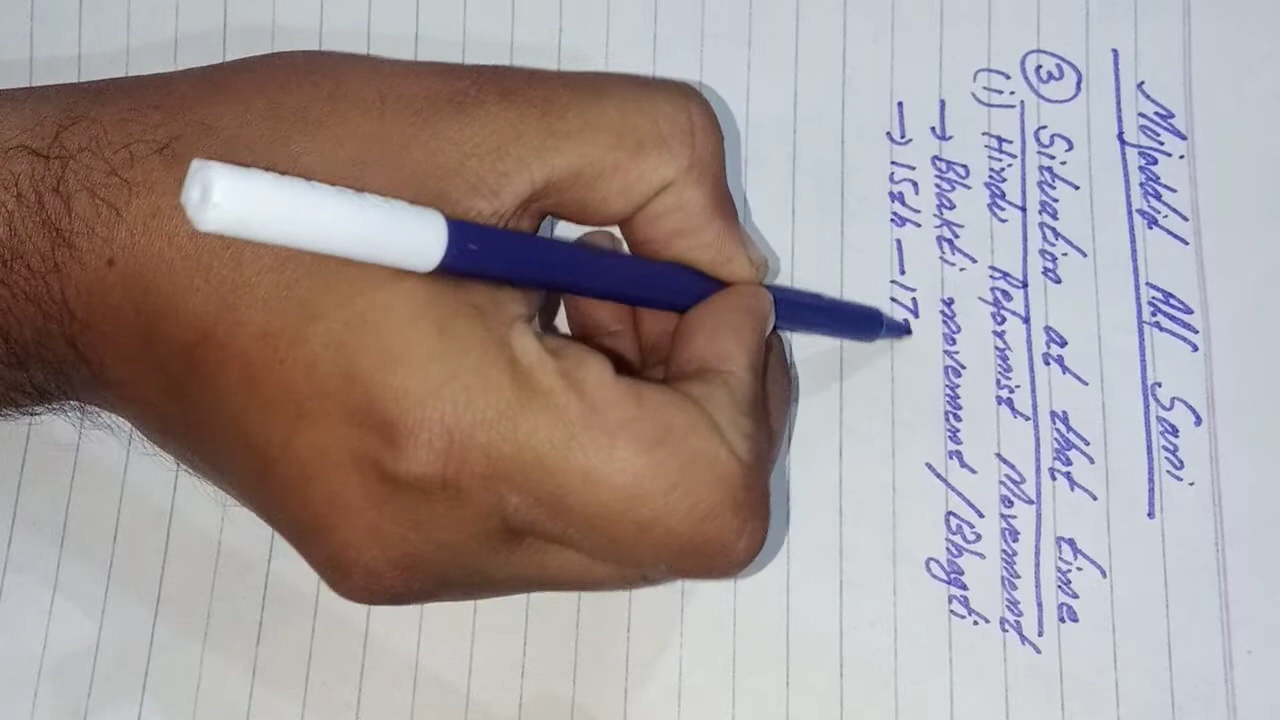 Mujaddid Alf Sani
③ Situation at that time
(i) Hindu Reformist Movement
→ Bhakti movement / Bhagti
→ 15th – 17